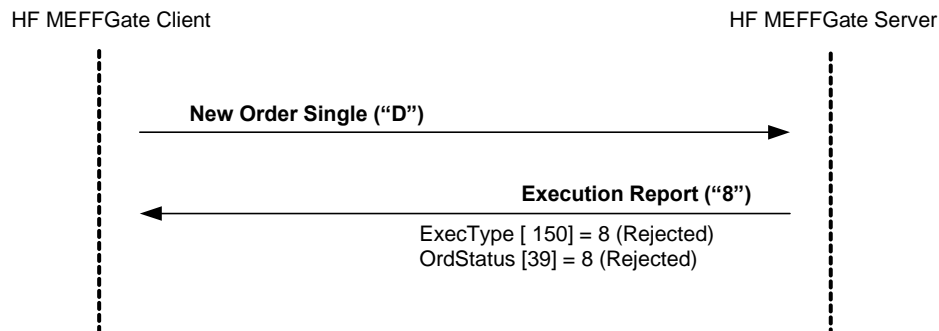 HF MEFFGate Client
HF MEFFGate Server
New Order Single (“D”)
Execution Report (“8”)
ExecType [ 150] = 8 (Rejected)
OrdStatus [39] = 8 (Rejected)